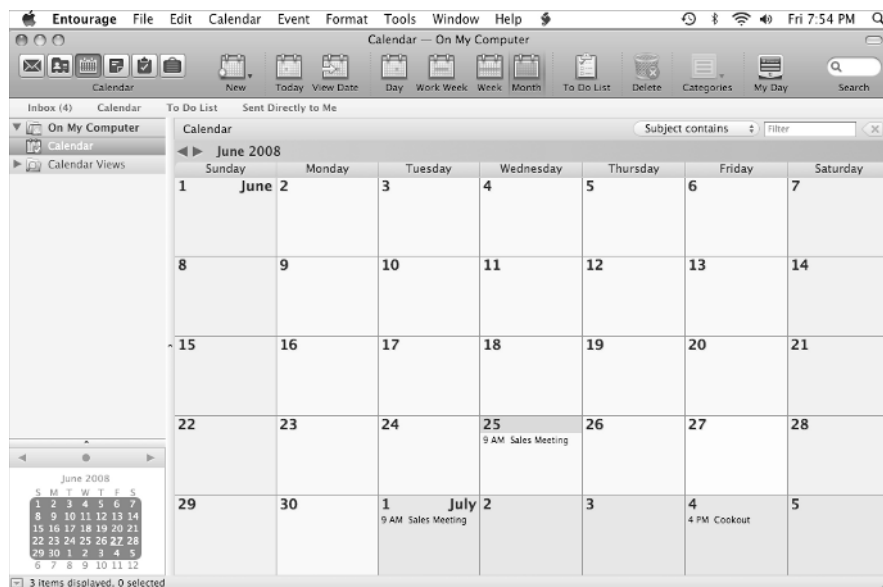 Entourage File Edit Calendar Event Format Tools Window Help Fri 7:54 PM
Calendar — On My Computer
Calendar New Today View Date Day Work Week Week Month To Do List Delete Categories My Day Search
Inbox (4) Calendar To Do List Sent Directly to Me
On My Computer
Calendar
Calendar Views
Calendar Subject contains Filter
June 2008
Sunday Monday Tuesday Wednesday Thursday Friday Saturday
1 June 2 3 4 5 6 7
8 9 10 11 12 13 14
15 16 17 18 19 20 21
22 23 24 25 26 27 28
9 AM Sales Meeting
29 30 1 July 2 3 4 5
9 AM Sales Meeting 4 PM Cookout
June 2008
S M T W T F S
1 2 3 4 5 6 7
8 9 10 11 12 13 14
15 16 17 18 19 20 21
22 23 24 25 26 27 28
29 30 1 2 3 4 5
6 7 8 9 10 11 12
3 items displayed, 0 selected